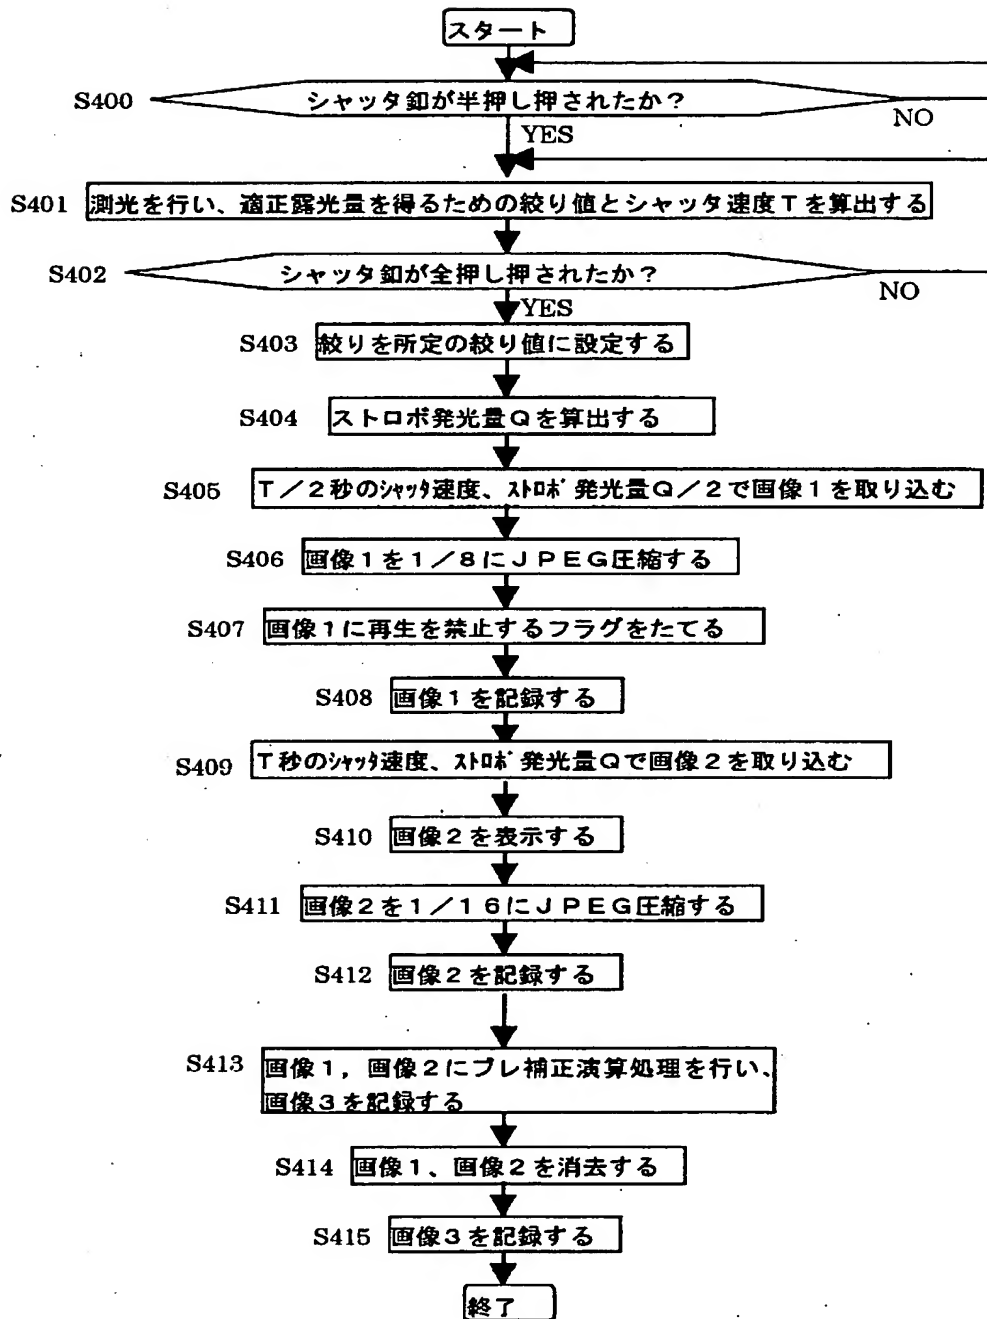 スタート
S400 シャッタ釦が半押し押されたか？
NO
YES
S401 測光を行い、適正露光量を得るための絞り値とシャッタ速度Tを算出する
S402 シャッタ釦が全押し押されたか？
NO
YES
S403 絞りを所定の絞り値に設定する
S404 ストロボ発光量Qを算出する
S405 T／2秒のｼｬｯﾀ速度、ｽﾄﾛﾎﾞ発光量Q／2で画像1を取り込む
S406 画像1を1／8にJPEG圧縮する
S407 画像1に再生を禁止するフラグをたてる
S408 画像1を記録する
S409 T秒のｼｬｯﾀ速度、ｽﾄﾛﾎﾞ発光量Qで画像2を取り込む
S410 画像2を表示する
S411 画像2を1／16にJPEG圧縮する
S412 画像2を記録する
S413 画像1，画像2にブレ補正演算処理を行い、
画像3を記録する
S414 画像1、画像2を消去する
S415 画像3を記録する
終了